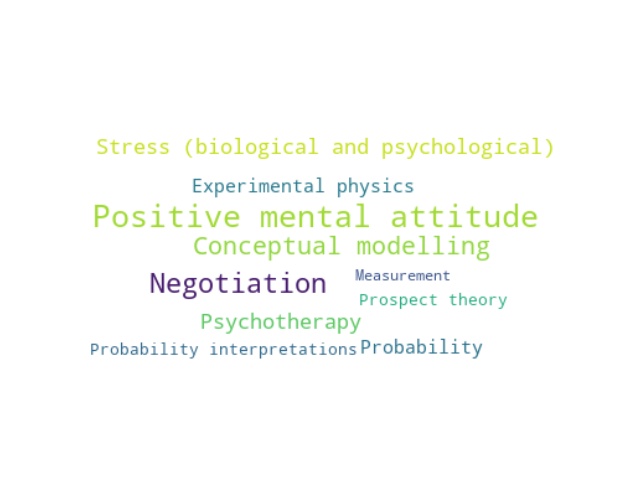 Stress (biological and psychological)
Experimental physics
Positive mental attitude
Conceptual modelling
Negotiation
Measurement
Prospect theory
Psychotherapy
Probability interpretations
Probability